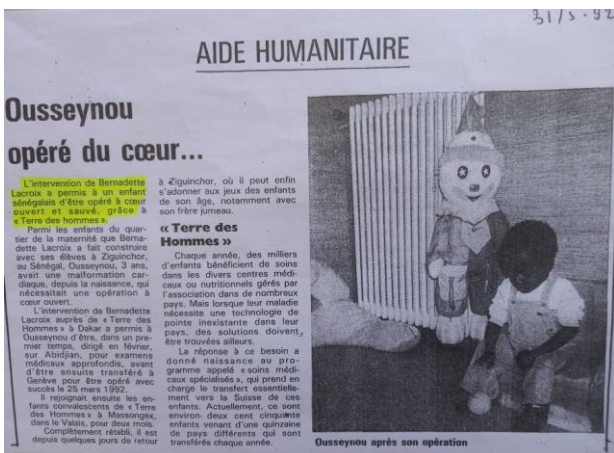 31/5-92
AIDE HUMANITAIRE
Ousseynou
opéré du cœur...
L'intervention de Bernadette
Lacroix a permis à un enfant
sénégalais d'être opéré à cœur
ouvert et sauvé, grâce à
« Terre des hommes ».
Parmi les enfants du quar-
tier de la maternité que Berna-
dette Lacroix a fait construire
avec ses élèves à Ziguinchor,
au Sénégal, Ousseynou, 3 ans,
avait une malformation car-
diaque, depuis la naissance, qui
nécessitait une opération à
cœur ouvert.
L'intervention de Bernadette
Lacroix auprès de « Terre des
Hommes » à Dakar a permis à
Ousseynou d'être, dans un pre-
mier temps, dirigé en février,
sur Abidjan, pour examens
médicaux approfondis, avant
d'être ensuite transféré à
Genève pour être opéré avec
succès le 25 mars 1992.
Il rejoignait ensuite les en-
fants convalescents de « Terre
des Hommes » à Massongex,
dans le Valais, pour deux mois.
Complètement rétabli, il est
depuis quelques jours de retour
à Ziguinchor, où il peut enfin
s'adonner aux jeux des enfants
de son âge, notamment avec
son frère jumeau.
« Terre des
Hommes »
Chaque année, des milliers
d'enfants bénéficient de soins
dans les divers centres médi-
caux ou nutritionnels gérés par
l'association dans de nombreux
pays. Mais lorsque leur maladie
nécessite une technologie de
pointe inexistante dans leur
pays, des solutions doivent
être trouvées ailleurs.
La réponse à ce besoin a
donné naissance au pro-
gramme appelé « soins médi-
caux spécialisés », qui prend en
charge le transfert essentielle-
ment vers la Suisse de ces
enfants. Actuellement, ce sont
environ deux cent cinquante
enfants venant d'une quinzaine
de pays différents qui sont
transférés chaque année.
Ousseynou après son opération